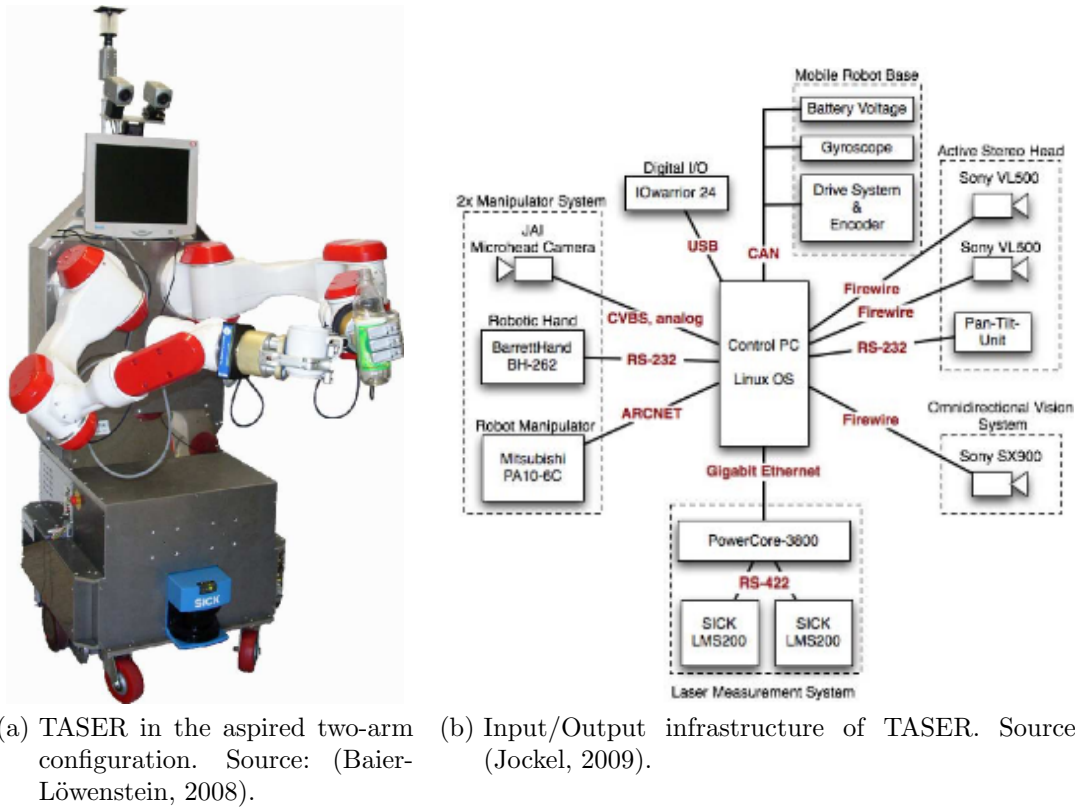 SICK
Mobile Robot Base
Battery Voltage
Gyroscope
Drive System
&
Encoder
Digital I/O
IOwarrior 24
Active Stereo Head
Sony VL500
Sony VL500
Pan-Tilt-
Unit
2x Manipulator System
JAI
Microhead Camera
Robotic Hand
BarrettHand
BH-262
Robot Manipulator
Mitsubishi
PA10-6C
USB
CAN
Firewire
Firewire
CVBS, analog
RS-232
RS-232
ARCNET
Control PC
Linux OS
Firewire
Omnidirectional Vision
System
Sony SX900
Gigabit Ethernet
PowerCore-3800
RS-422
SICK
LMS200
SICK
LMS200
Laser Measurement System
(a) TASER in the aspired two-arm
configuration. Source: (Baier-
Löwenstein, 2008).
(b) Input/Output infrastructure of TASER. Source
(Jockel, 2009).